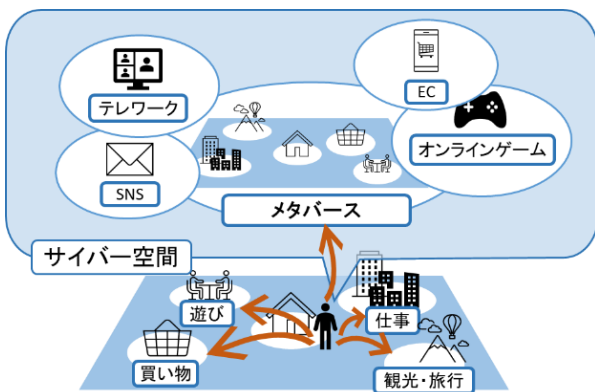 テレワーク
EC
オンラインゲーム
SNS
メタバース
サイバー空間
遊び
仕事
買い物
観光・旅行